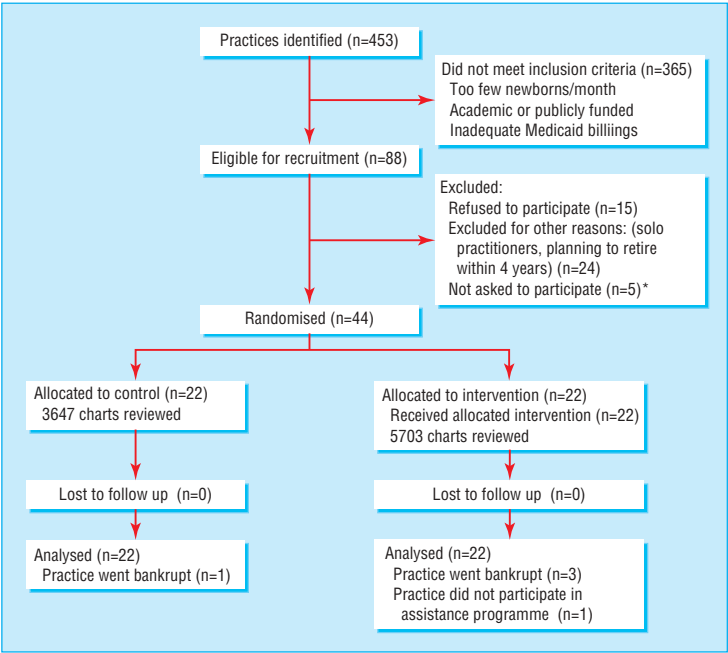 Practices identified (n=453)
Did not meet inclusion criteria (n=365)
Too few newborns/month
Academic or publicly funded
Inadequate Medicaid billiings
Eligible for recruitment (n=88)
Excluded:
Refused to participate (n=15)
Excluded for other reasons: (solo
practitioners, planning to retire
within 4 years) (n=24)
Not asked to participate (n=5)*
Randomised (n=44)
Allocated to control (n=22)
3647 charts reviewed
Allocated to intervention (n=22)
Received allocated intervention (n=22)
5703 charts reviewed
Lost to follow up (n=0)
Lost to follow up (n=0)
Analysed (n=22)
Practice went bankrupt (n=1)
Analysed (n=22)
Practice went bankrupt (n=3)
Practice did not participate in
assistance programme (n=1)